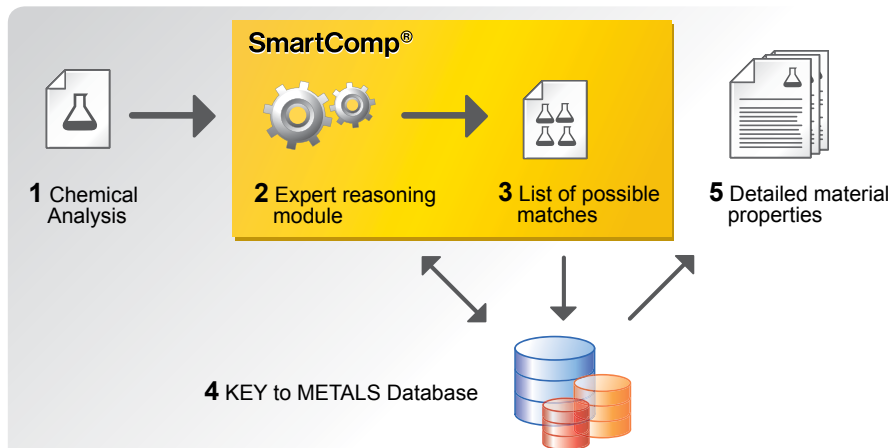 SmartComp®
1 Chemical
Analysis
2 Expert reasoning
module
3 List of possible
matches
5 Detailed material
properties
4 KEY to METALS Database